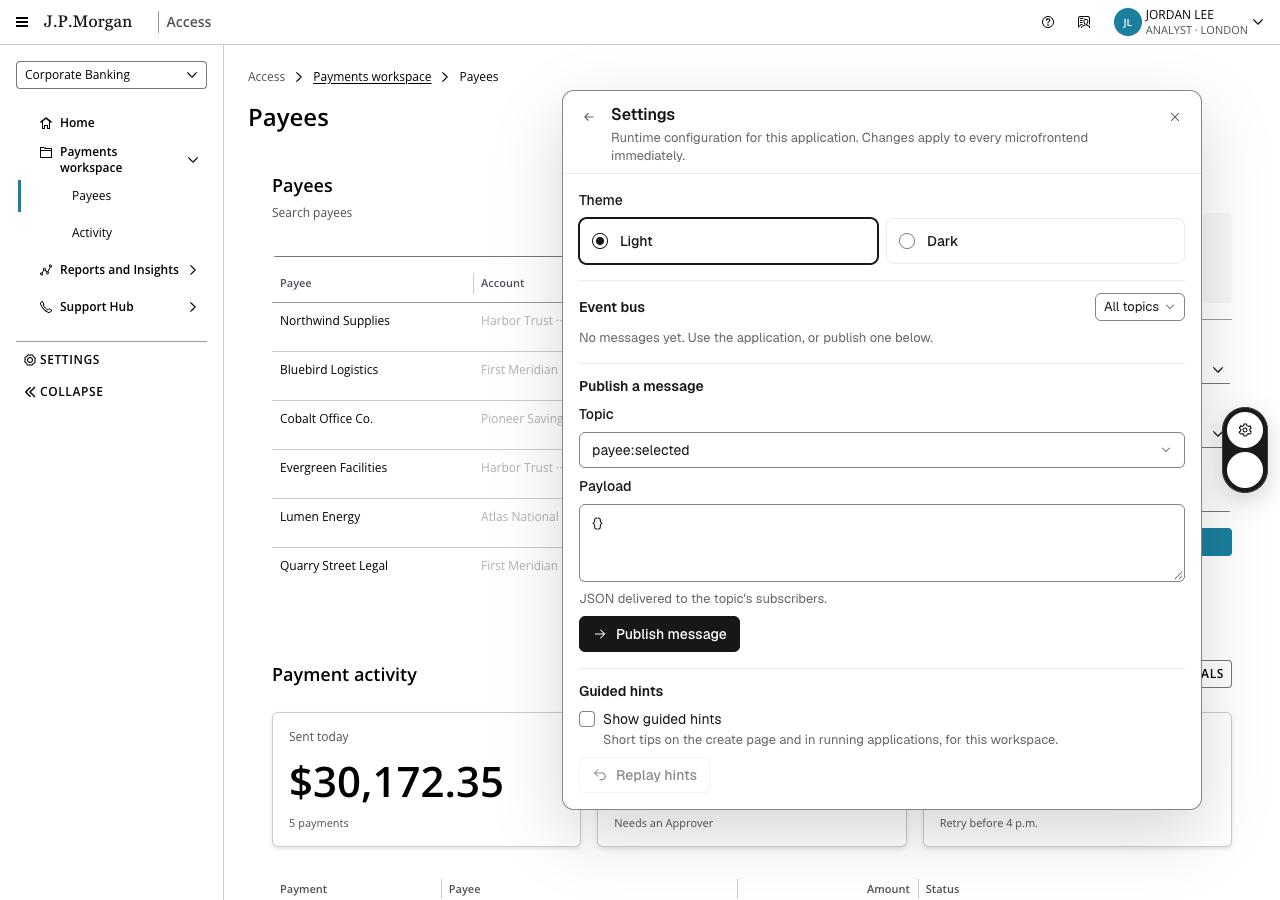 J.P.Morgan
Access
JL
JORDAN LEE
ANALYST · LONDON
Corporate Banking
Home
Payments
workspace
Payees
Activity
Reports and Insights
Support Hub
SETTINGS
COLLAPSE
Access
Payments workspace
Payees
Payees
Payees
Search payees
Payee
Account
Northwind Supplies
Harbor Trust ··
Bluebird Logistics
First Meridian
Cobalt Office Co.
Pioneer Saving
Evergreen Facilities
Harbor Trust ··
Lumen Energy
Atlas National
Quarry Street Legal
First Meridian
Settings
Runtime configuration for this application. Changes apply to every microfrontend
immediately.
Theme
Light
Dark
Event bus
All topics
No messages yet. Use the application, or publish one below.
Publish a message
Topic
payee:selected
Payload
{}
JSON delivered to the topic's subscribers.
Publish message
Guided hints
Show guided hints
Short tips on the create page and in running applications, for this workspace.
Replay hints
Payment activity
ALS
Sent today
$30,172.35
5 payments
Needs an Approver
Retry before 4 p.m.
Payment
Payee
Amount
Status